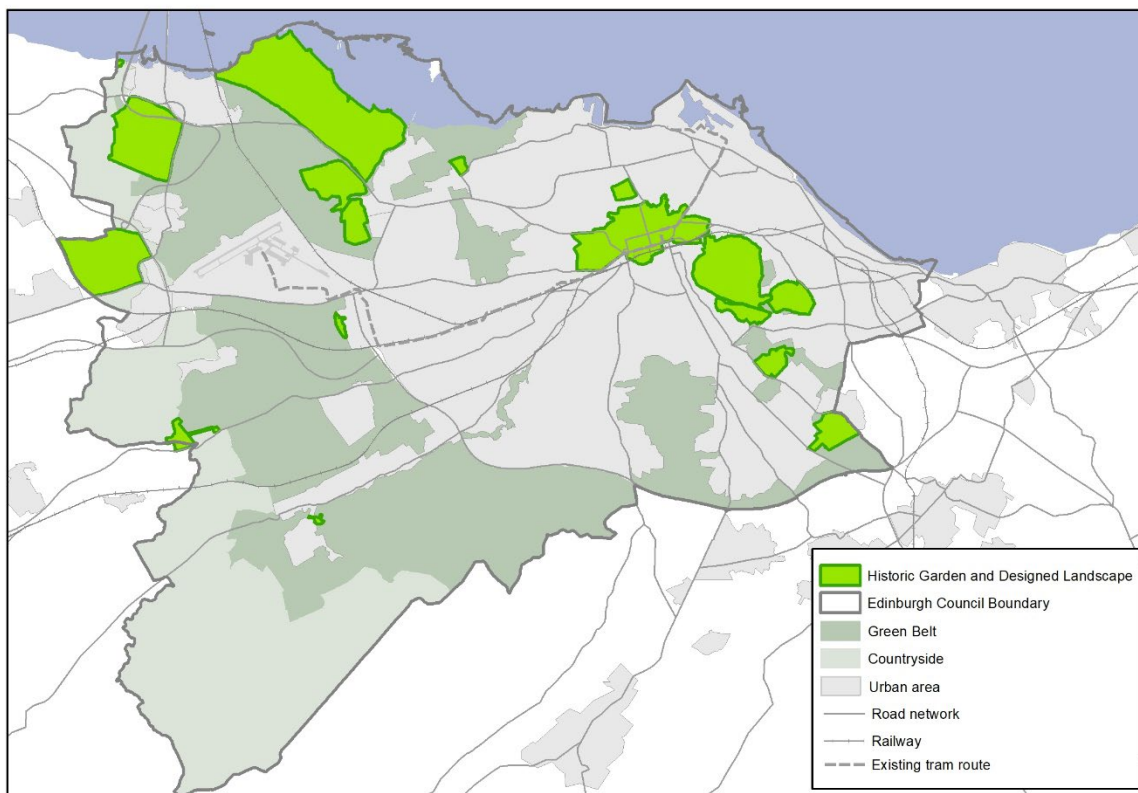 Historic Garden and Designed Landscape
Edinburgh Council Boundary
Green Belt
Countryside
Urban area
Road network
Railway
Existing tram route